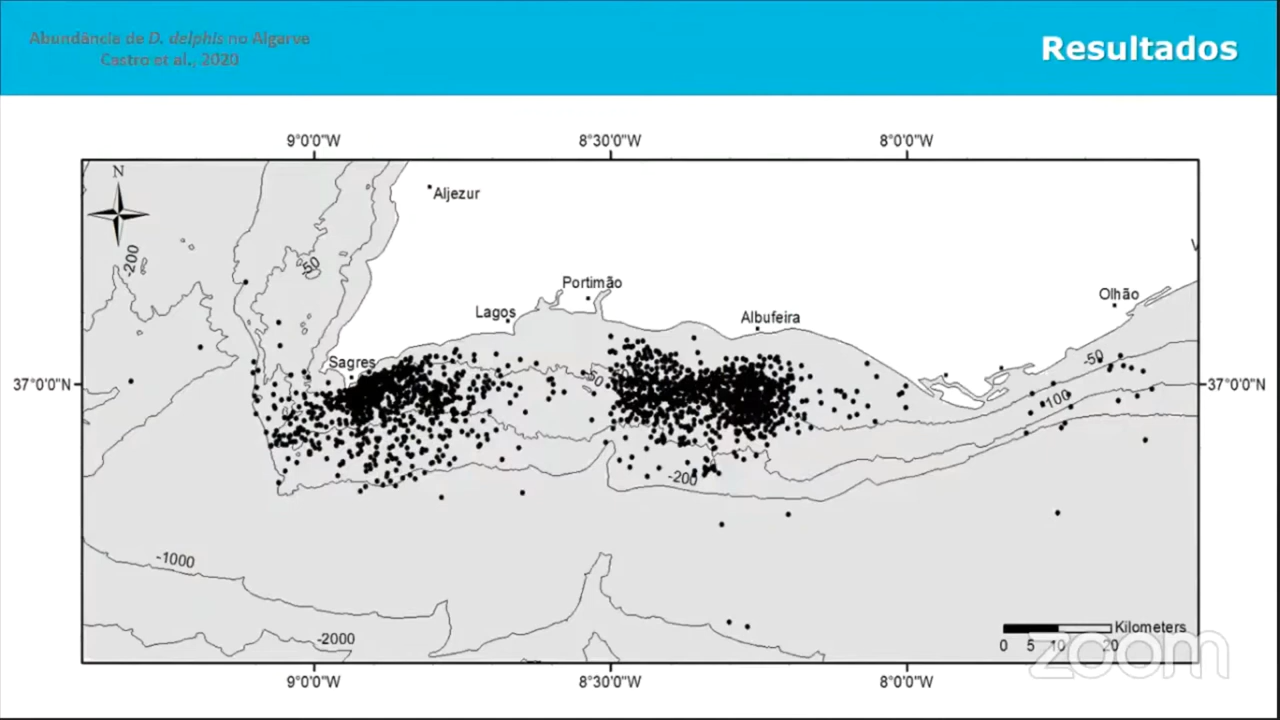 Abundância de D. delphis no Algarve
Castro et al., 2020
Resultados
9°0'0"W 8°30'0"W 8°0'0"W
N
Aljezur
-200
-50
V
Portimão
Olhão
Lagos
Albufeira
Sagres
-50
37°0'0"N
-50
37°0'0"N
100
-200
-1000
-2000
Kilometers
0 5 10 20
zoom
9°0'0"W 8°30'0"W 8°0'0"W